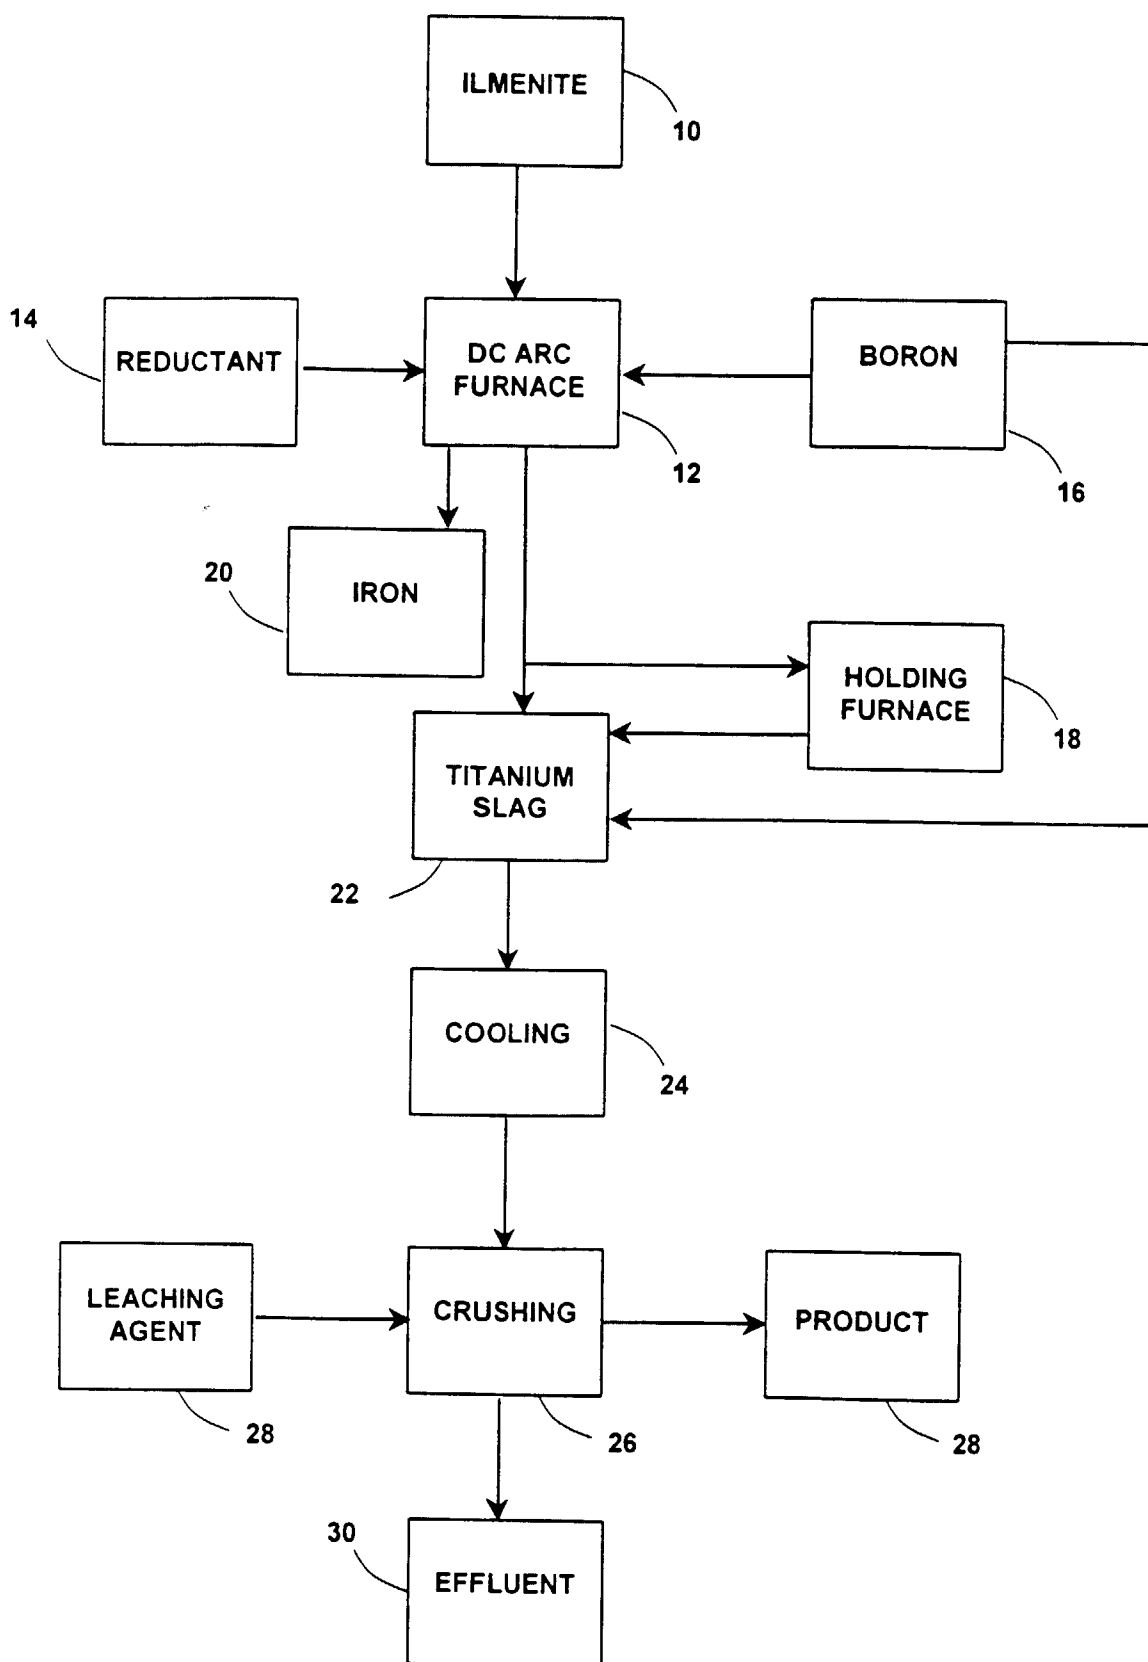 ILMENITE
10
14
REDUCTANT
DC ARC
FURNACE
12
BORON
16
20
IRON
HOLDING
FURNACE
18
TITANIUM
SLAG
22
COOLING
24
LEACHING
AGENT
28
CRUSHING
26
PRODUCT
28
30
EFFLUENT